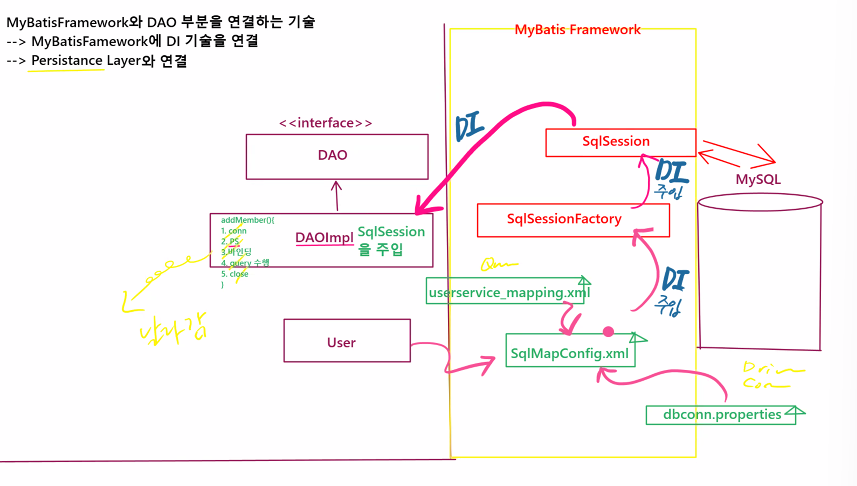 MyBatisFramework와 DAO 부분을 연결하는 기술
--> MyBatisFamework에 DI 기술을 연결
--> Persistance Layer와 연결
MyBatis Framework
<<interface>>
DAO
DI
SqlSession
DI
주입
MySQL
addMember(){
1. conn
2. PS
3.바인딩
4. query 수행
5. close
}
DAOImpl
SqlSession
을 주입
SqlSessionFactory
userservice_mapping.xml
DI
주입
날아감
User
SqlMapConfig.xml
dbconn.properties